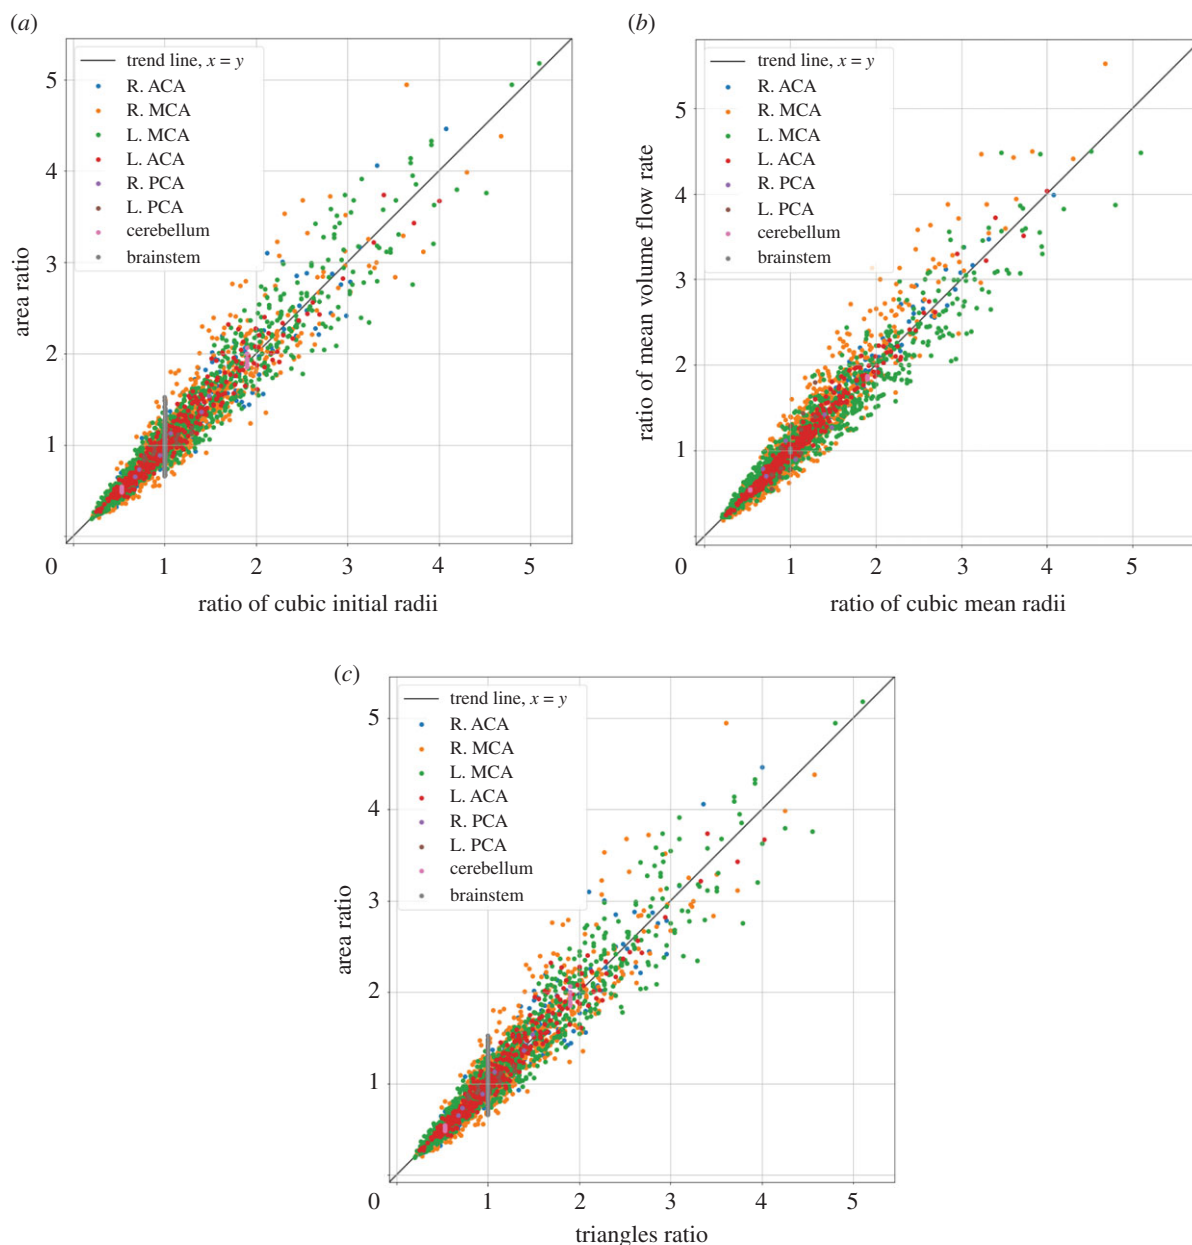 (a)
trend line, x = y
R. ACA
R. MCA
L. MCA
L. ACA
R. PCA
L. PCA
cerebellum
brainstem
5
4
3
2
1
0
1
2
3
4
5
area ratio
ratio of cubic initial radii
(b)
trend line, x = y
R. ACA
R. MCA
L. MCA
L. ACA
R. PCA
L. PCA
cerebellum
brainstem
5
4
3
2
1
0
1
2
3
4
5
ratio of mean volume flow rate
ratio of cubic mean radii
(c)
trend line, x = y
R. ACA
R. MCA
L. MCA
L. ACA
R. PCA
L. PCA
cerebellum
brainstem
5
4
3
2
1
0
1
2
3
4
5
area ratio
triangles ratio